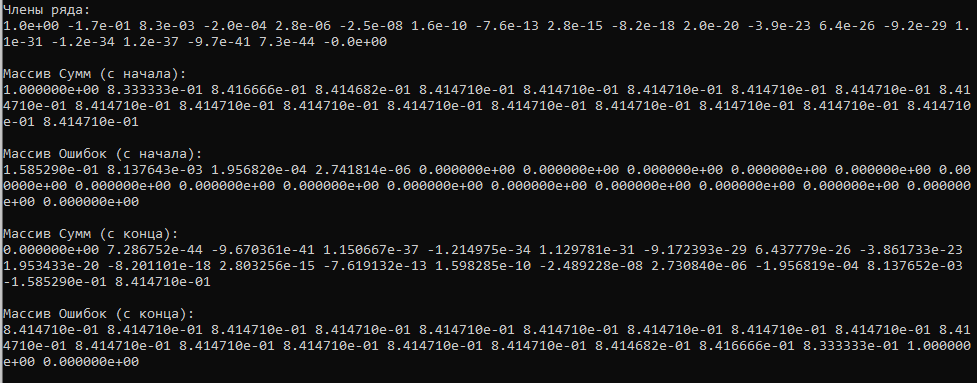 Члены ряда:
1.0e+00 -1.7e-01 8.3e-03 -2.0e-04 2.8e-06 -2.5e-08 1.6e-10 -7.6e-13 2.8e-15 -8.2e-18 2.0e-20 -3.9e-23 6.4e-26 -9.2e-29 1.
1e-31 -1.2e-34 1.2e-37 -9.7e-41 7.3e-44 -0.0e+00
Массив Сумм (с начала):
1.000000e+00 8.333333e-01 8.416666e-01 8.414682e-01 8.414710e-01 8.414710e-01 8.414710e-01 8.414710e-01 8.414710e-01 8.41
4710e-01 8.414710e-01 8.414710e-01 8.414710e-01 8.414710e-01 8.414710e-01 8.414710e-01 8.414710e-01 8.414710e-01 8.414710
e-01 8.414710e-01
Массив Ошибок (с начала):
1.585290e-01 8.137643e-03 1.956820e-04 2.741814e-06 0.000000e+00 0.000000e+00 0.000000e+00 0.000000e+00 0.000000e+00 0.00
0000e+00 0.000000e+00 0.000000e+00 0.000000e+00 0.000000e+00 0.000000e+00 0.000000e+00 0.000000e+00 0.000000e+00 0.000000
e+00 0.000000e+00
Массив Сумм (с конца):
0.000000e+00 7.286752e-44 -9.670361e-41 1.150667e-37 -1.214975e-34 1.129781e-31 -9.172393e-29 6.437779e-26 -3.861733e-23
1.953433e-20 -8.201101e-18 2.803256e-15 -7.619132e-13 1.598285e-10 -2.489228e-08 2.730840e-06 -1.956819e-04 8.137652e-03
-1.585290e-01 8.414710e-01
Массив Ошибок (с конца):
8.414710e-01 8.414710e-01 8.414710e-01 8.414710e-01 8.414710e-01 8.414710e-01 8.414710e-01 8.414710e-01 8.414710e-01 8.41
4710e-01 8.414710e-01 8.414710e-01 8.414710e-01 8.414710e-01 8.414710e-01 8.414682e-01 8.416666e-01 8.333333e-01 1.000000
e+00 0.000000e+00